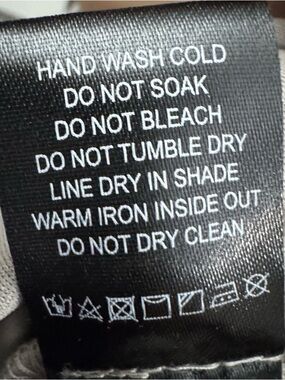 HAND WASH COLD
DO NOT SOAK
DO NOT BLEACH
DO NOT TUMBLE DRY
LINE DRY IN SHADE
WARM IRON INSIDE OUT
DO NOT DRY CLEAN